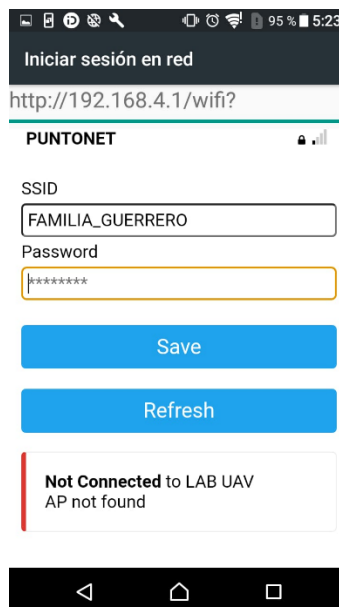 95 % 5:23
Iniciar sesión en red
http://192.168.4.1/wifi?
PUNTONET
SSID
FAMILIA_GUERRERO
Password
********
Save
Refresh
Not Connected to LAB UAV
AP not found